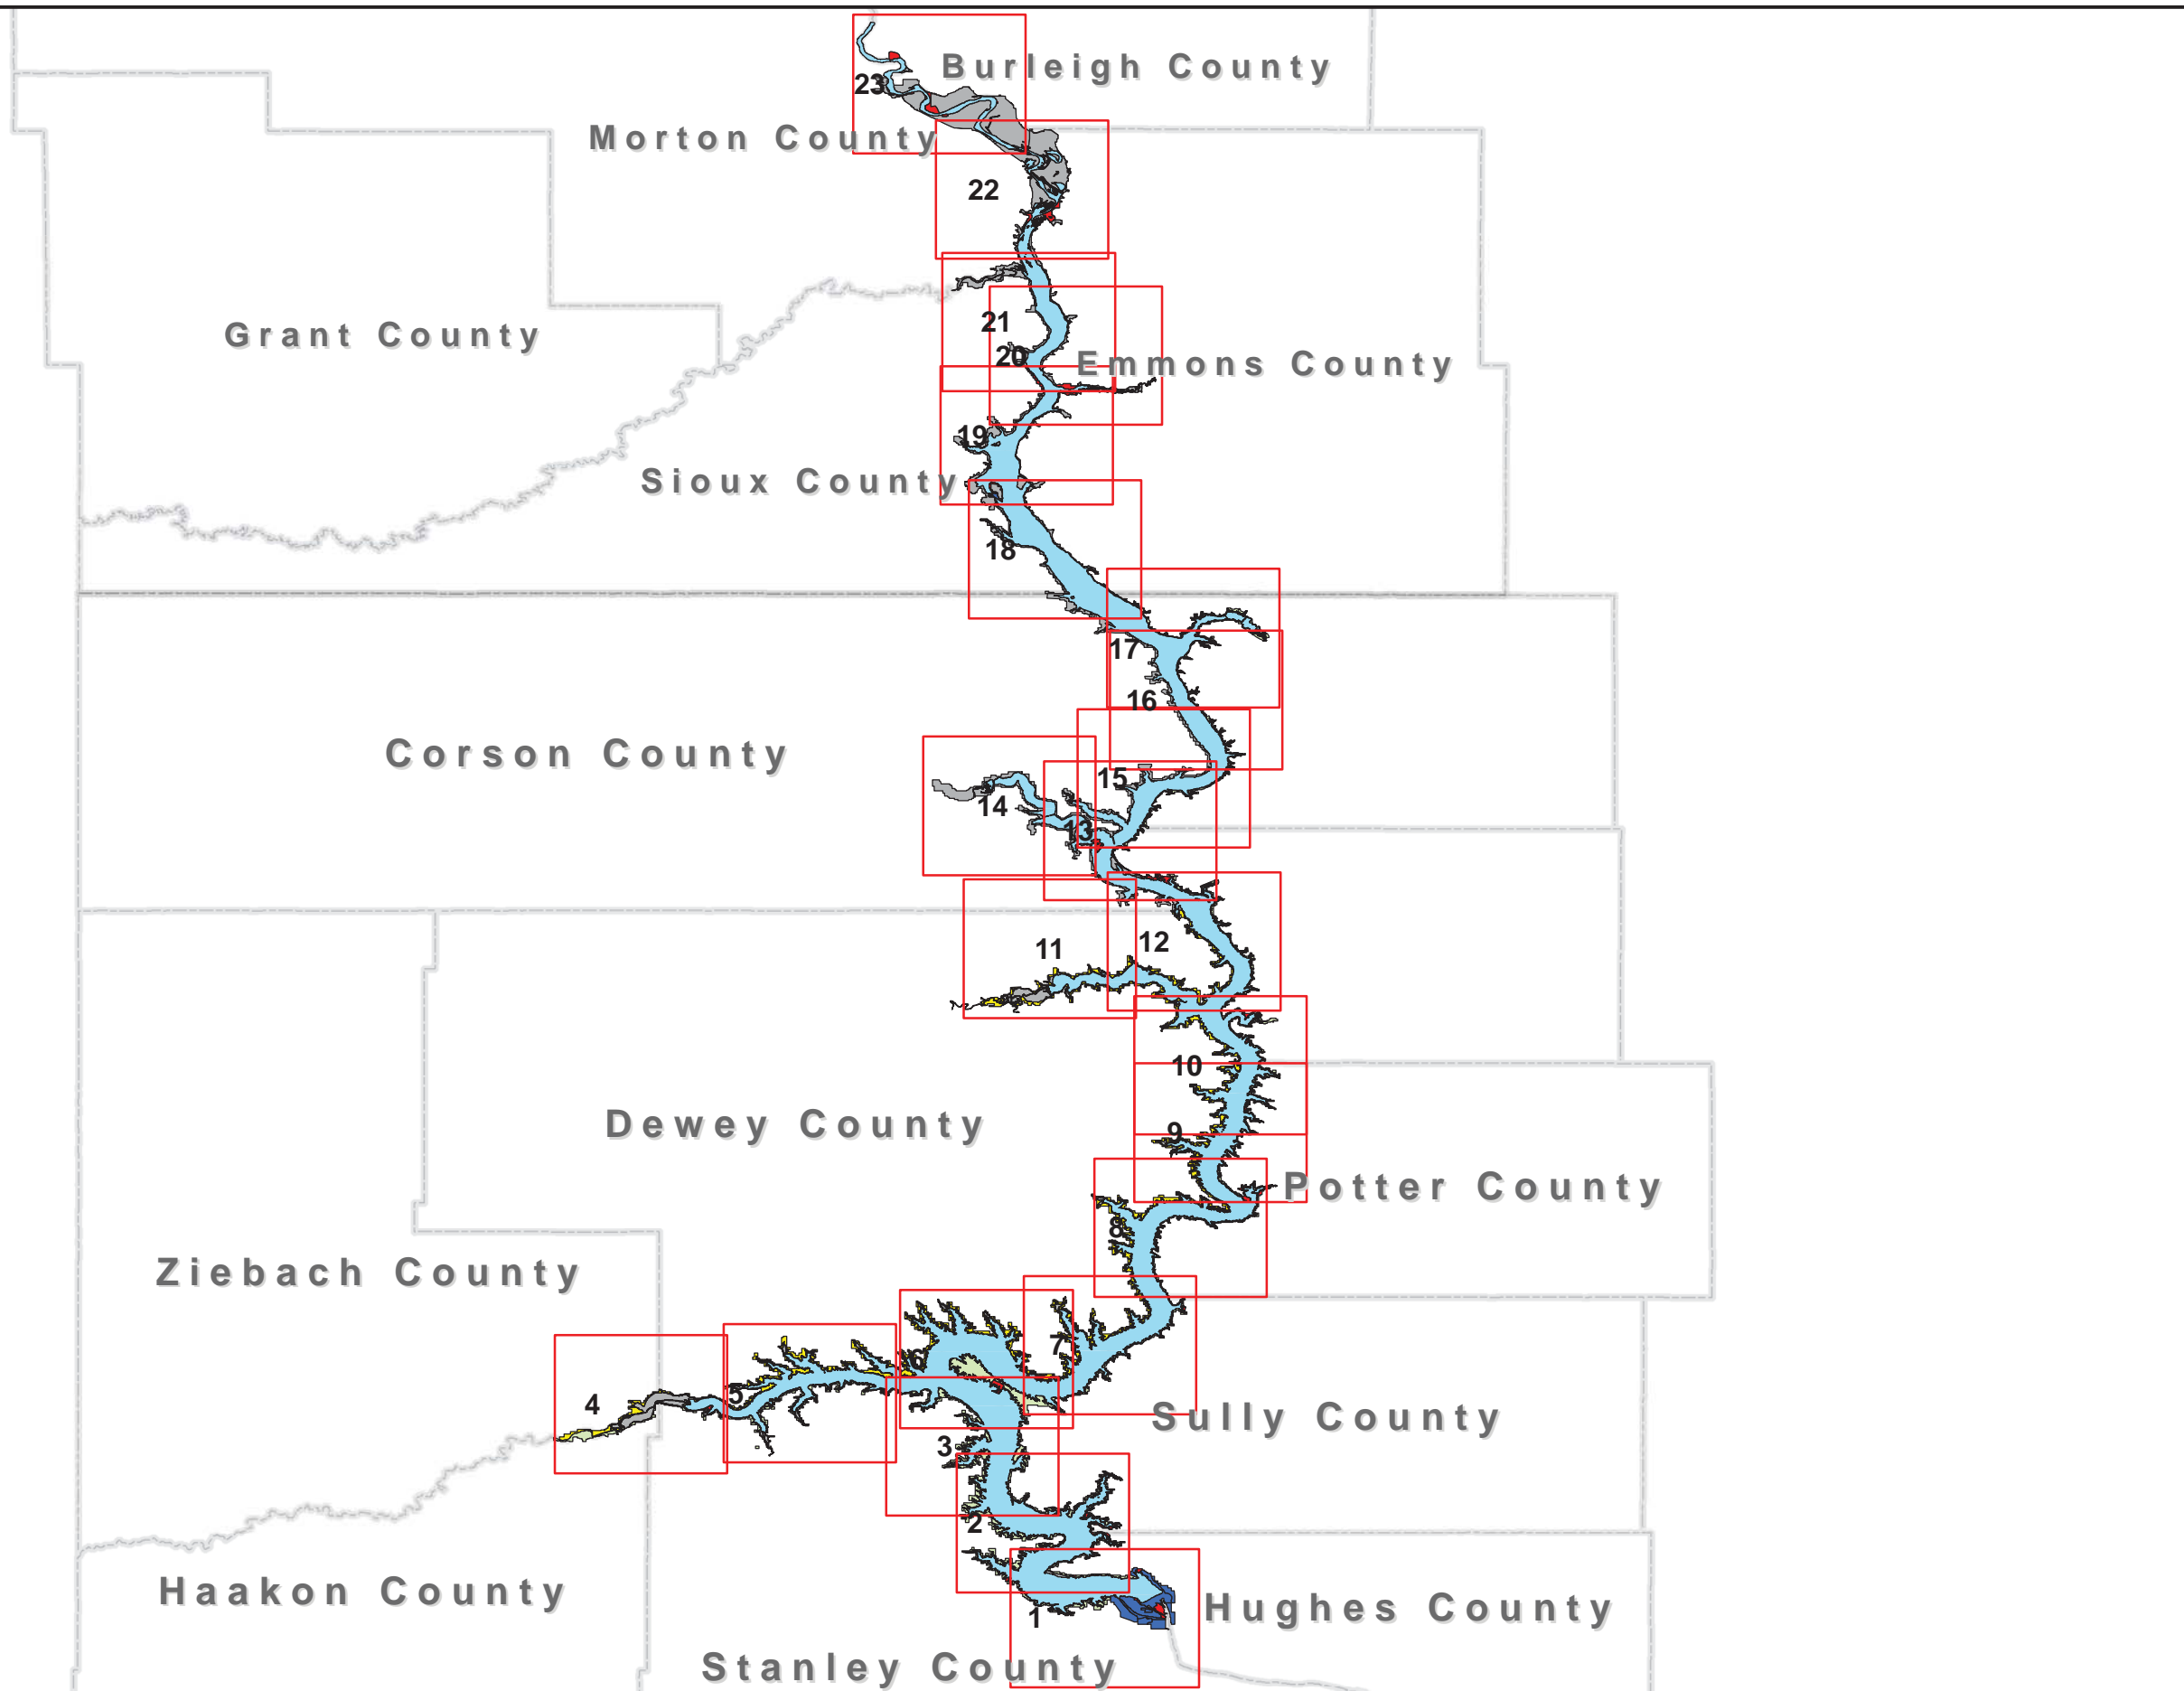 Burleigh County
23
Morton County
22
21
Grant County
20
Emmons County
19
Sioux County
18
17
16
Corson County
15
14
13
12
11
10
Dewey County
9
Potter County
8
Ziebach County
7
6
5
4
Sully County
3
2
Haakon County
Hughes County
1
Stanley County